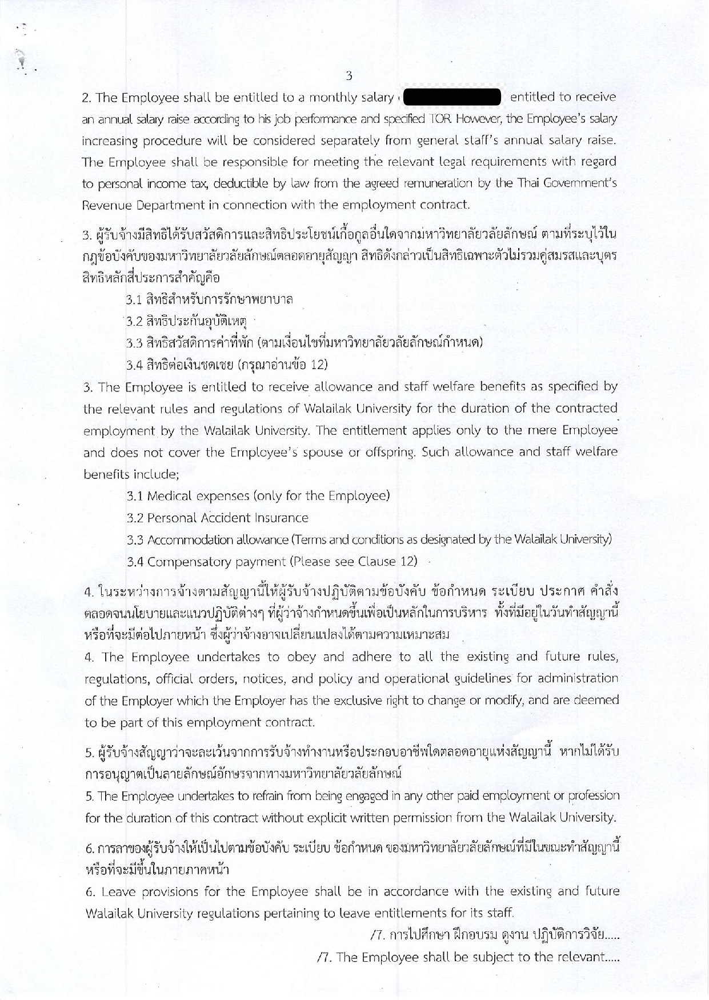 3
2. The Employee shall be entitled to a monthly salary entitled to receive
an annual salary raise according to his job performance and specified TOR. However, the Employee's salary
increasing procedure will be considered separately from general staff's annual salary raise.
The Employee shall be responsible for meeting the relevant legal requirements with regard
to personal income tax, deductible by law from the agreed remuneration by the Thai Government's
Revenue Department in connection with the employment contract.
3. ผู้รับจ้างมีสิทธิได้รับสวัสดิการและสิทธิประโยชน์เกื้อกูลอื่นใดจากมหาวิทยาลัยวลัยลักษณ์ ตามที่ระบุไว้ใน
กฎข้อบังคับของมหาวิทยาลัยวลัยลักษณ์ตลอดอายุสัญญา สิทธิดังกล่าวเป็นสิทธิเฉพาะตัวไม่รวมคู่สมรสและบุตร
สิทธิหลักสี่ประการสำคัญคือ
3.1 สิทธิสำหรับการรักษาพยาบาล
3.2 สิทธิประกันอุบัติเหตุ
3.3 สิทธิสวัสดิการค่าที่พัก (ตามเงื่อนไขที่มหาวิทยาลัยวลัยลักษณ์กำหนด)
3.4 สิทธิต่อเงินชดเชย (กรุณาอ่านข้อ 12)
3. The Employee is entitled to receive allowance and staff welfare benefits as specified by
the relevant rules and regulations of Walailak University for the duration of the contracted
employment by the Walailak University. The entitlement applies only to the mere Employee
and does not cover the Employee's spouse or offspring. Such allowance and staff welfare
benefits include;
3.1 Medical expenses (only for the Employee)
3.2 Personal Accident Insurance
3.3 Accommodation allowance (Terms and conditions as designated by the Walailak University)
3.4 Compensatory payment (Please see Clause 12)
4. ในระหว่างการจ้างตามสัญญานี้ให้ผู้รับจ้างปฏิบัติตามข้อบังคับ ข้อกำหนด ระเบียบ ประกาศ คำสั่ง
ตลอดจนนโยบายและแนวปฏิบัติต่างๆ ที่ผู้ว่าจ้างกำหนดขึ้นเพื่อเป็นหลักในการบริหาร ทั้งที่มีอยู่ในวันทำสัญญานี้
หรือที่จะมีต่อไปภายหน้า ซึ่งผู้ว่าจ้างอาจเปลี่ยนแปลงได้ตามความเหมาะสม
4. The Employee undertakes to obey and adhere to all the existing and future rules,
regulations, official orders, notices, and policy and operational guidelines for administration
of the Employer which the Employer has the exclusive right to change or modify, and are deemed
to be part of this employment contract.
5. ผู้รับจ้างสัญญาว่าจะละเว้นจากการรับจ้างทำงานหรือประกอบอาชีพใดตลอดอายุแห่งสัญญานี้ หากไม่ได้รับ
การอนุญาตเป็นลายลักษณ์อักษรจากทางมหาวิทยาลัยวลัยลักษณ์
5. The Employee undertakes to refrain from being engaged in any other paid employment or profession
for the duration of this contract without explicit written permission from the Walailak University.
6. การลาของผู้รับจ้างให้เป็นไปตามข้อบังคับ ระเบียบ ข้อกำหนด ของมหาวิทยาลัยวลัยลักษณ์ที่มีในขณะทำสัญญานี้
หรือที่จะมีขึ้นในภายภาคหน้า
6. Leave provisions for the Employee shall be in accordance with the existing and future
Walailak University regulations pertaining to leave entitlements for its staff.
/7. การไปศึกษา ฝึกอบรม ดูงาน ปฏิบัติการวิจัย.....
/7. The Employee shall be subject to the relevant.....